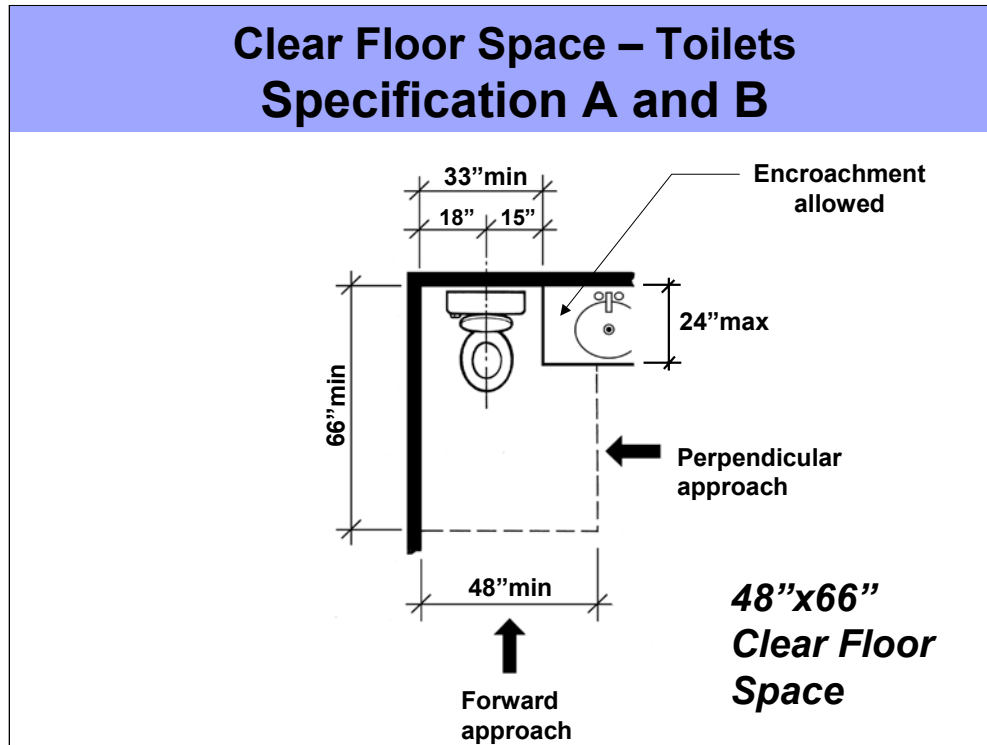 Clear Floor Space – Toilets
Specification A and B
33”min
Encroachment
allowed
18”
15”
24”max
66”min
Perpendicular
approach
48”min
48”x66”
Clear Floor
Space
Forward
approach